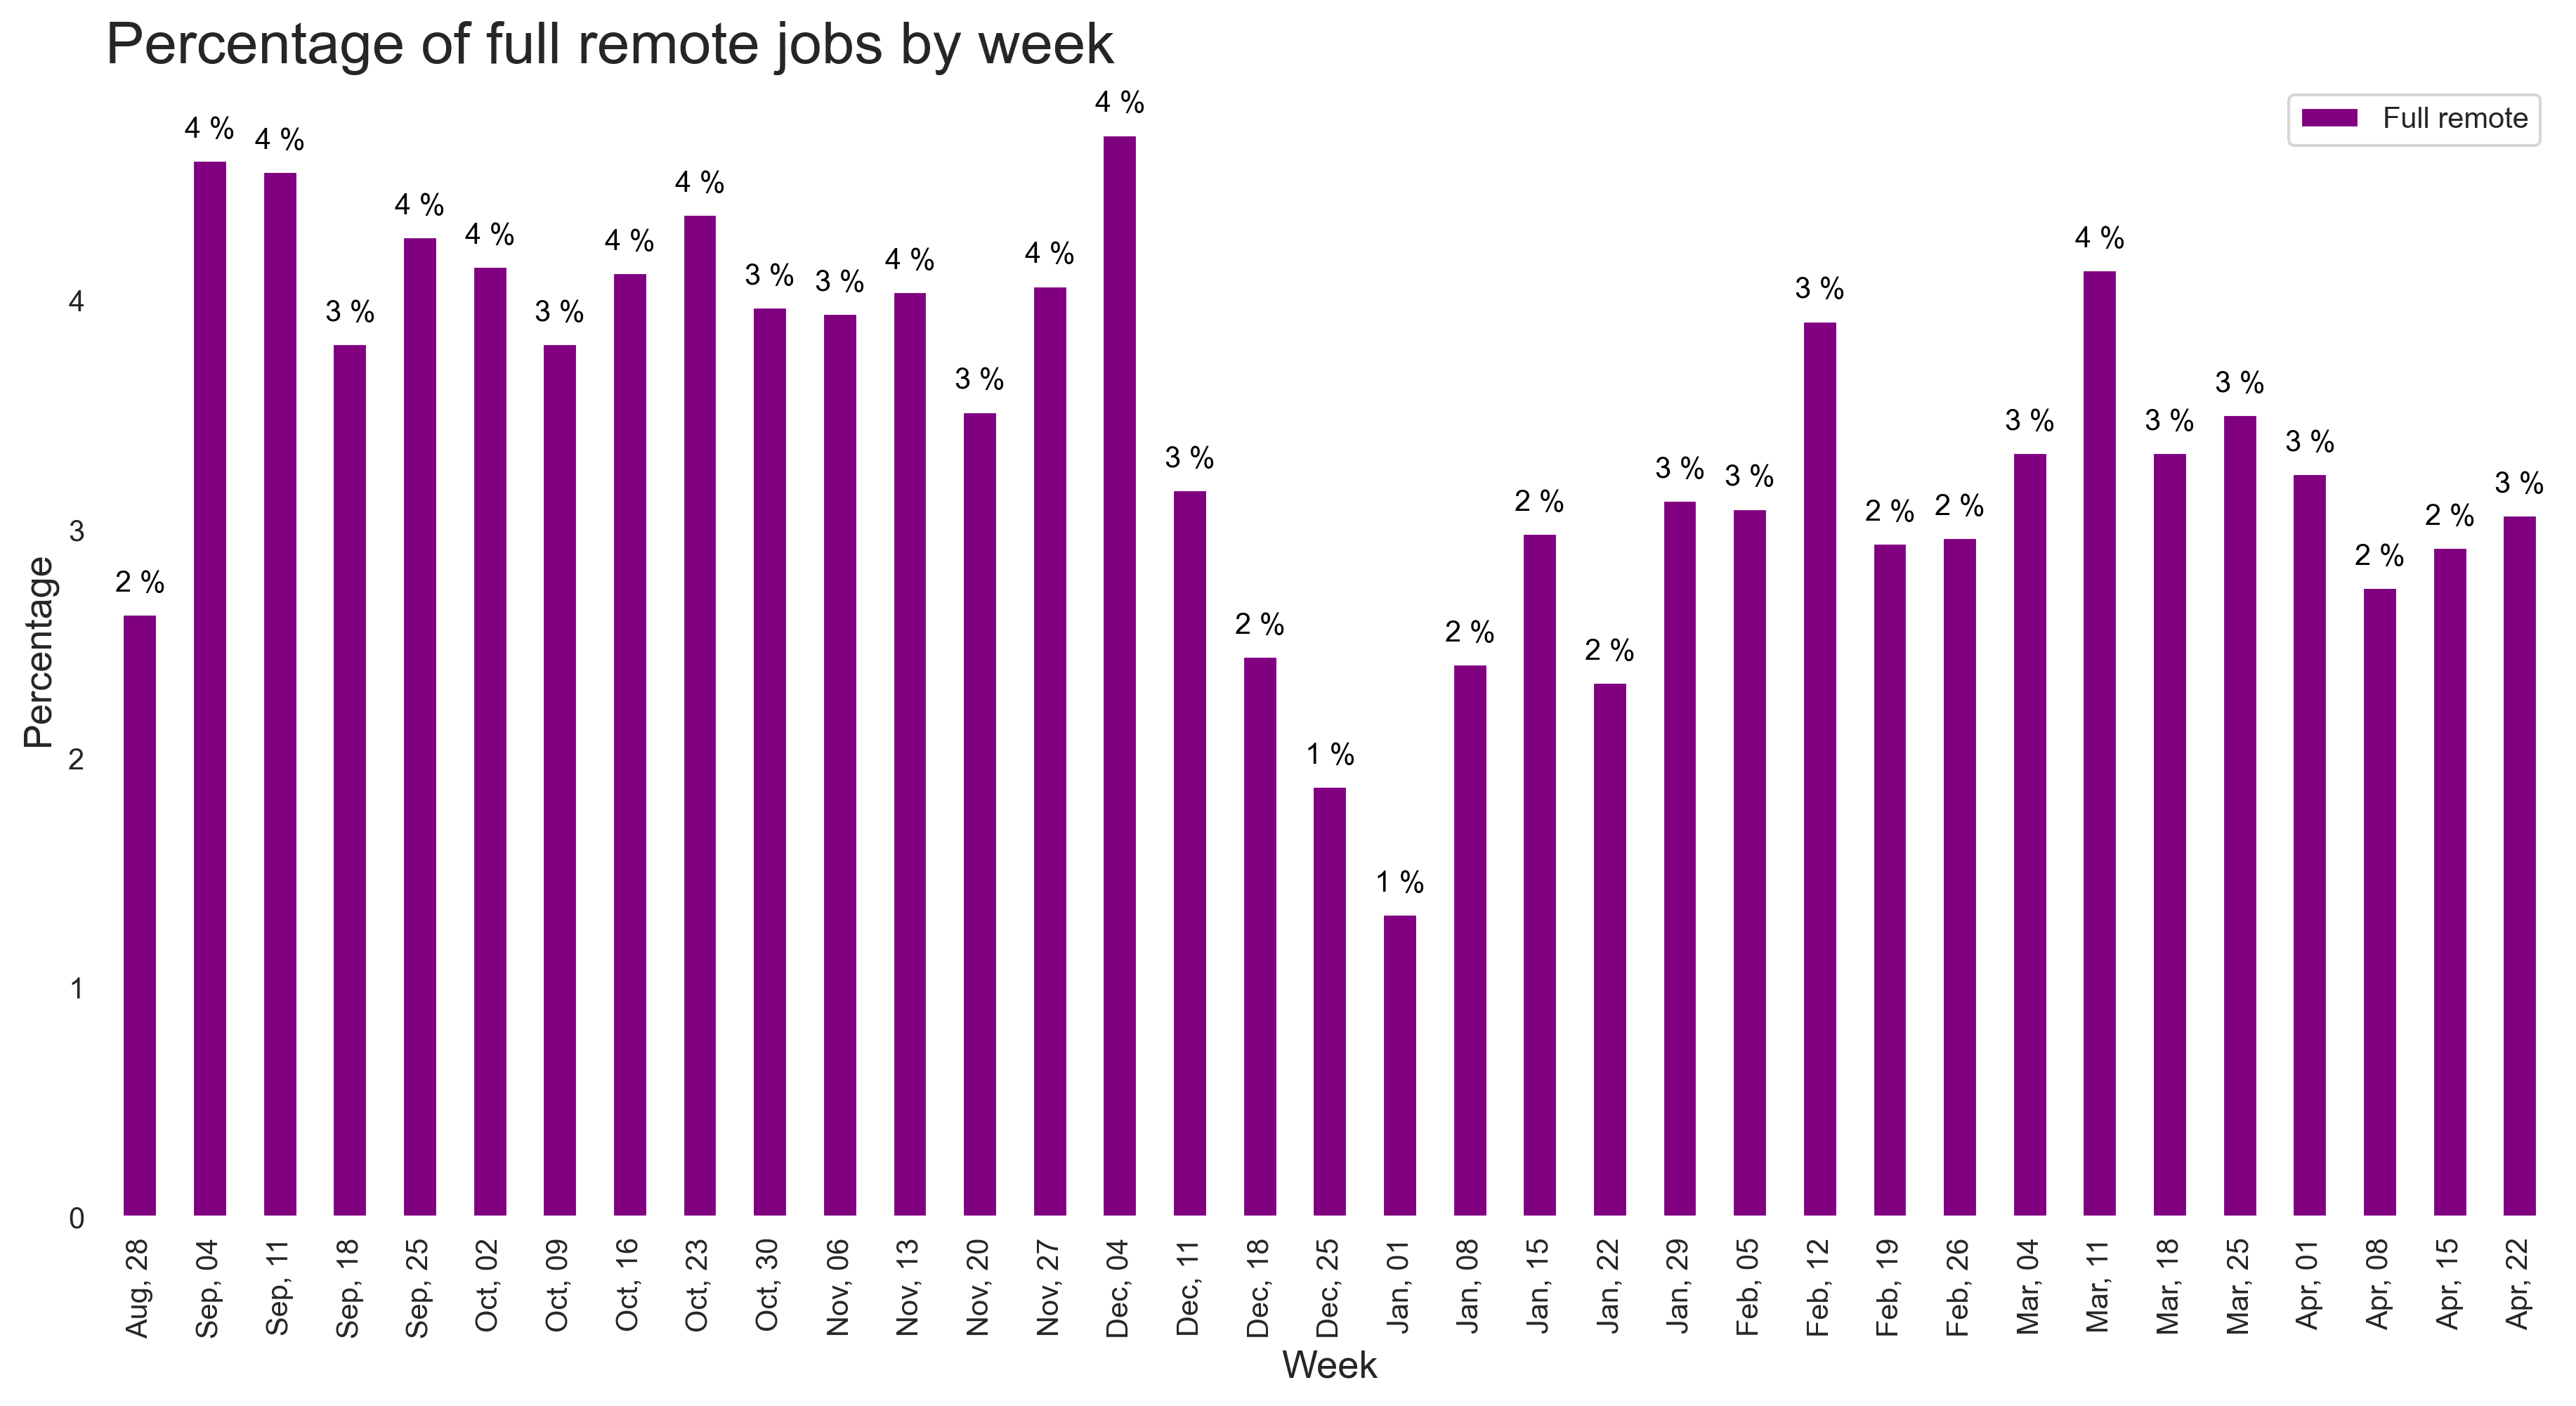 Percentage of full remote jobs by week
Full remote
Percentage
4
3
2
1
0
2 %
4 %
4 %
3 %
4 %
4 %
3 %
4 %
4 %
3 %
3 %
4 %
3 %
4 %
4 %
3 %
2 %
1 %
1 %
2 %
2 %
2 %
3 %
3 %
3 %
2 %
2 %
3 %
4 %
3 %
3 %
3 %
2 %
2 %
3 %
Aug, 28
Sep, 04
Sep, 11
Sep, 18
Sep, 25
Oct, 02
Oct, 09
Oct, 16
Oct, 23
Oct, 30
Nov, 06
Nov, 13
Nov, 20
Nov, 27
Dec, 04
Dec, 11
Dec, 18
Dec, 25
Jan, 01
Jan, 08
Jan, 15
Jan, 22
Jan, 29
Feb, 05
Feb, 12
Feb, 19
Feb, 26
Mar, 04
Mar, 11
Mar, 18
Mar, 25
Apr, 01
Apr, 08
Apr, 15
Apr, 22
Week